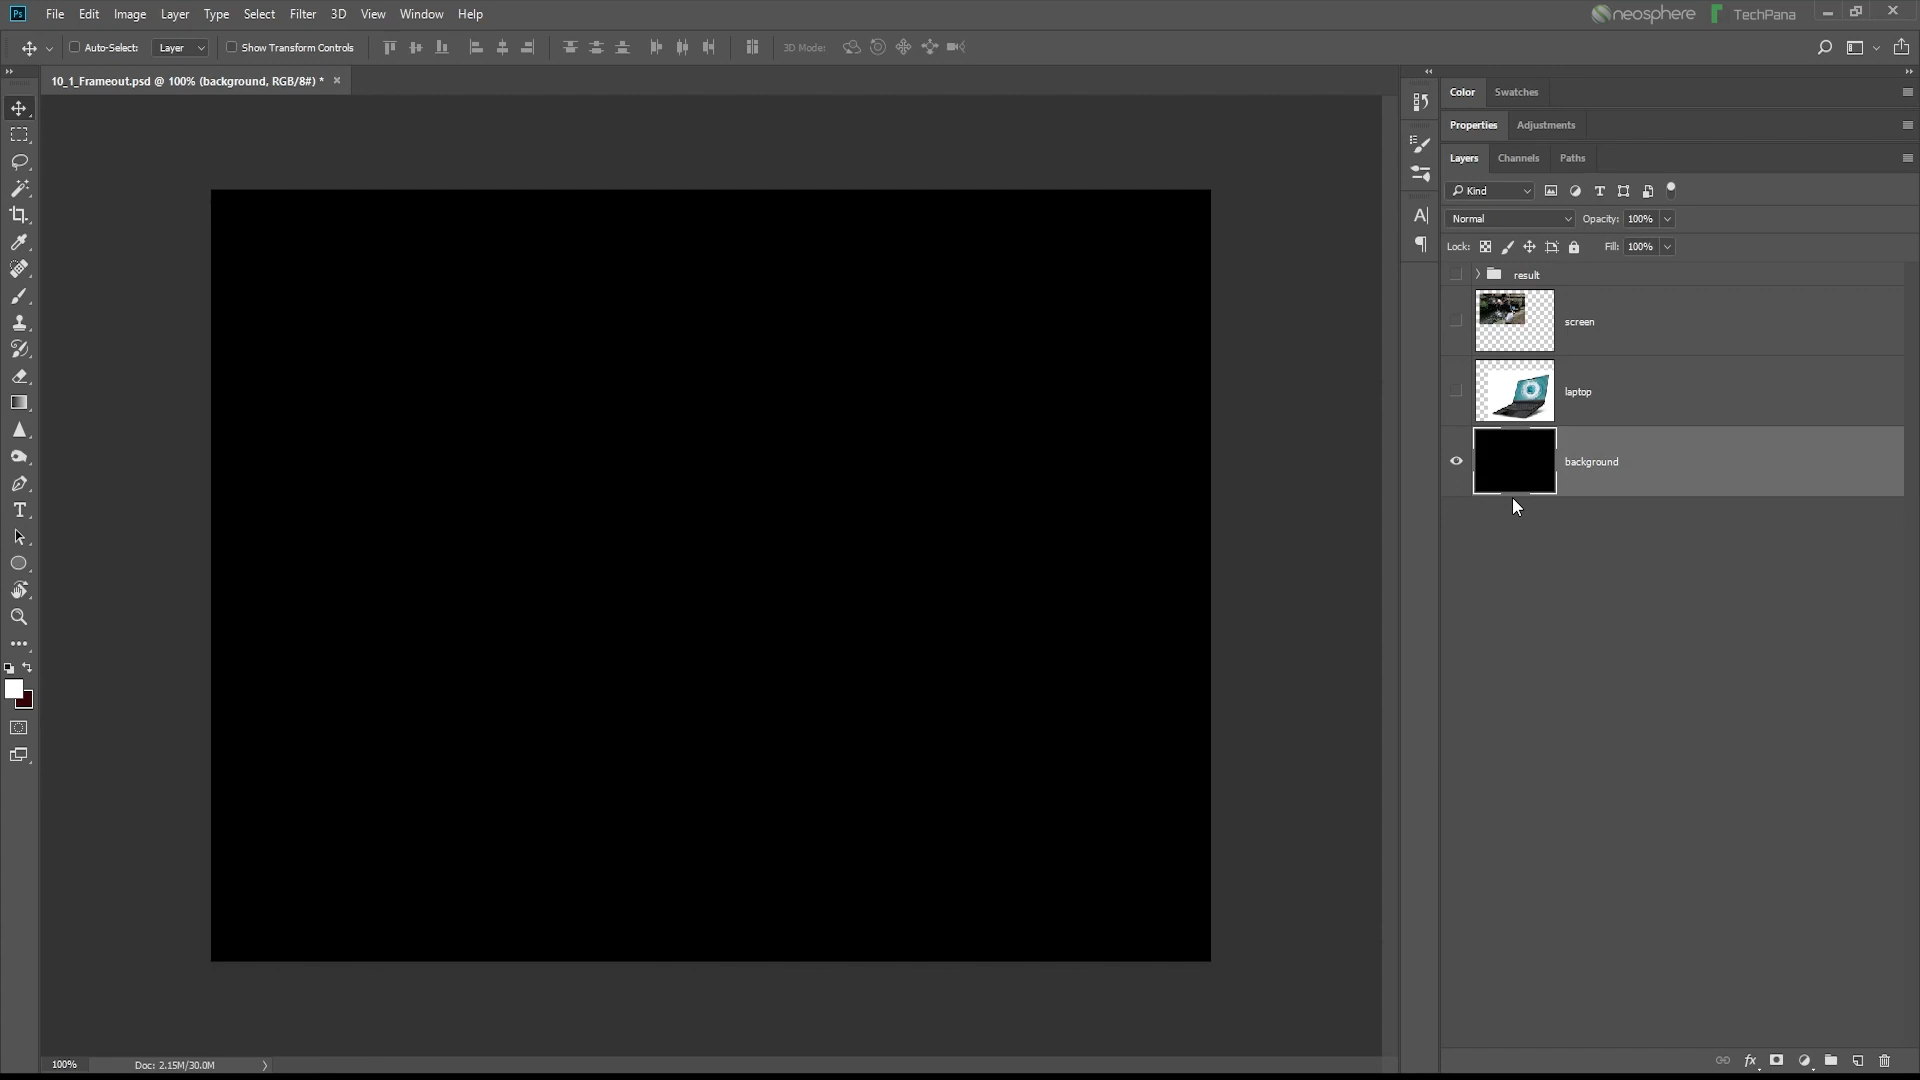 Ps File Edit Image Layer Type Select Filter 3D View Window Help
neosphere TechPana
Auto-Select: Layer Show Transform Controls 3D Mode:
10_1_Frameout.psd @ 100% (background, RGB/8#) *
Color Swatches
Properties Adjustments
Layers Channels Paths
Kind
Normal Opacity: 100%
Lock: Fill: 100%
result
screen
laptop
background
100% Doc: 2.15M/30.0M